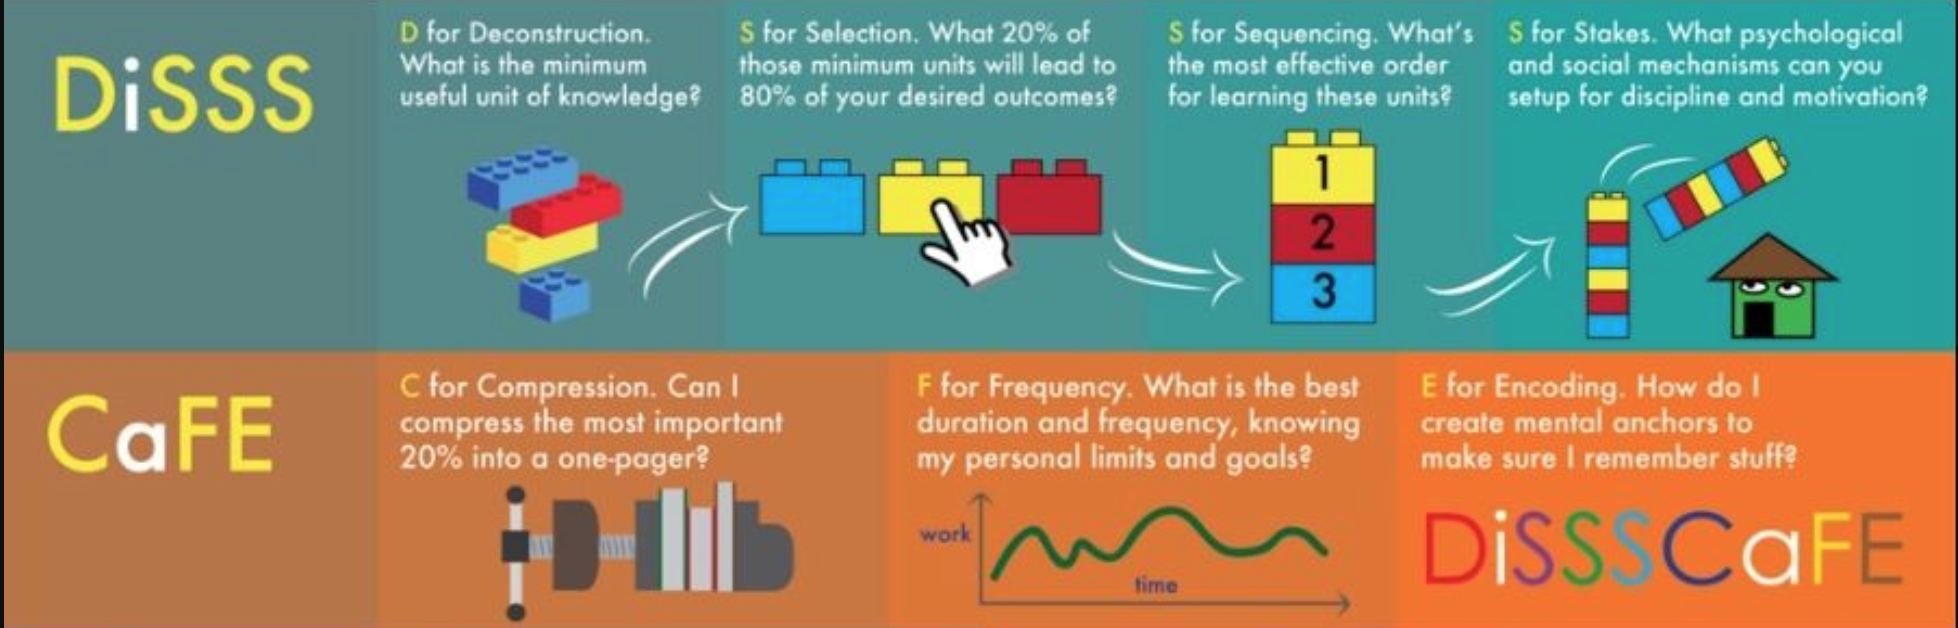 DiSSS
D for Deconstruction.
What is the minimum
useful unit of knowledge?
S for Selection. What 20% of
those minimum units will lead to
80% of your desired outcomes?
S for Sequencing. What's
the most effective order
for learning these units?
1
2
3
S for Stakes. What psychological
and social mechanisms can you
setup for discipline and motivation?
CaFE
C for Compression. Can I
compress the most important
20% into a one-pager?
F for Frequency. What is the best
duration and frequency, knowing
my personal limits and goals?
work
time
E for Encoding. How do I
create mental anchors to
make sure I remember stuff?
DiSSSCaFE